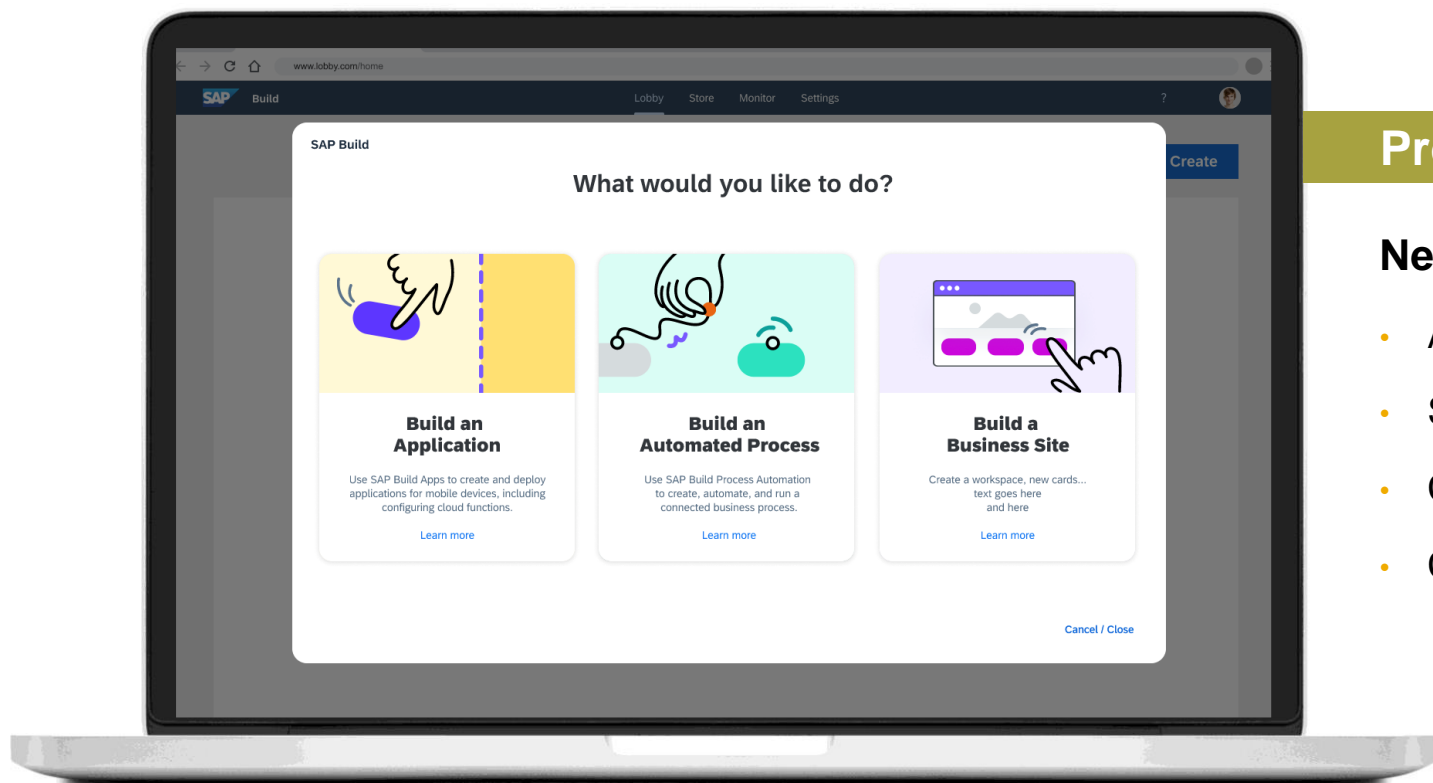 www.lobby.com/home
SAP Build
Lobby Store Monitor Settings ?
Create
SAP Build
What would you like to do?
Build an
Application
Use SAP Build Apps to create and deploy
applications for mobile devices, including
configuring cloud functions.
Learn more
Build an
Automated Process
Use SAP Build Process Automation
to create, automate, and run a
connected business process.
Learn more
Build a
Business Site
Create a workspace, new cards...
text goes here
and here
Learn more
Cancel / Close